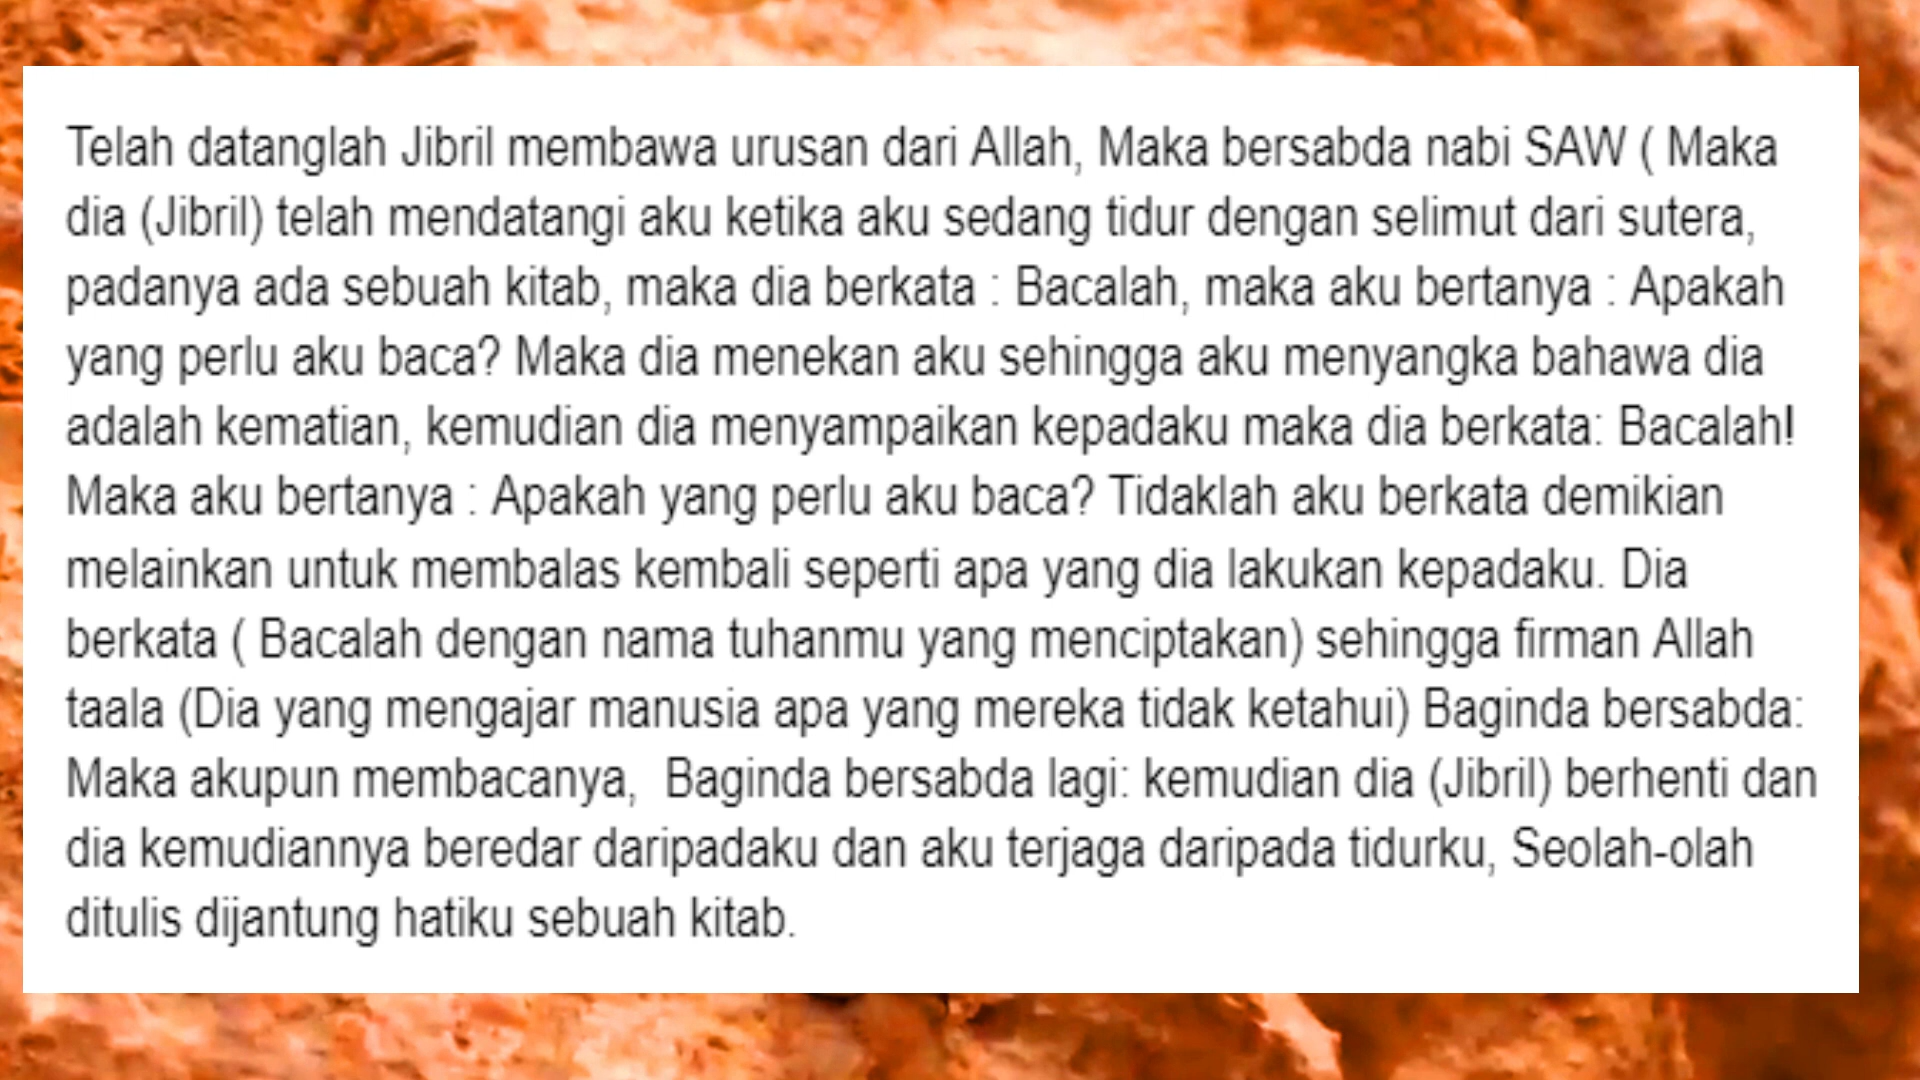 Telah datanglah Jibril membawa urusan dari Allah, Maka bersabda nabi SAW ( Maka
dia (Jibril) telah mendatangi aku ketika aku sedang tidur dengan selimut dari sutera,
padanya ada sebuah kitab, maka dia berkata : Bacalah, maka aku bertanya : Apakah
yang perlu aku baca? Maka dia menekan aku sehingga aku menyangka bahawa dia
adalah kematian, kemudian dia menyampaikan kepadaku maka dia berkata: Bacalah!
Maka aku bertanya : Apakah yang perlu aku baca? Tidaklah aku berkata demikian
melainkan untuk membalas kembali seperti apa yang dia lakukan kepadaku. Dia
berkata ( Bacalah dengan nama tuhanmu yang menciptakan) sehingga firman Allah
taala (Dia yang mengajar manusia apa yang mereka tidak ketahui) Baginda bersabda:
Maka akupun membacanya,  Baginda bersabda lagi: kemudian dia (Jibril) berhenti dan
dia kemudiannya beredar daripadaku dan aku terjaga daripada tidurku, Seolah-olah
ditulis dijantung hatiku sebuah kitab.